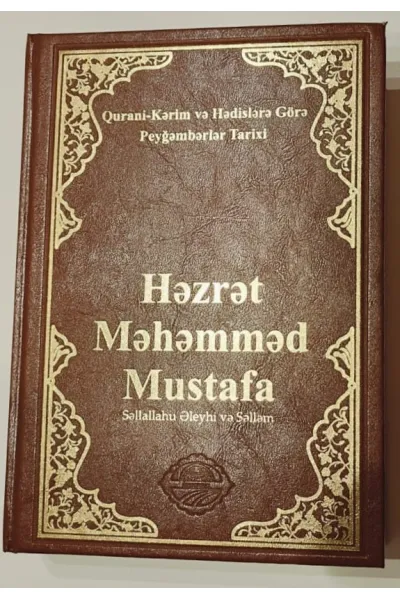 Qurani-Kərim və Hədislərə Görə
Peyğəmbərlər Tarixi
Həzrət
Məhəmməd
Mustafa
Səllallahu Əleyhi və Səlləm